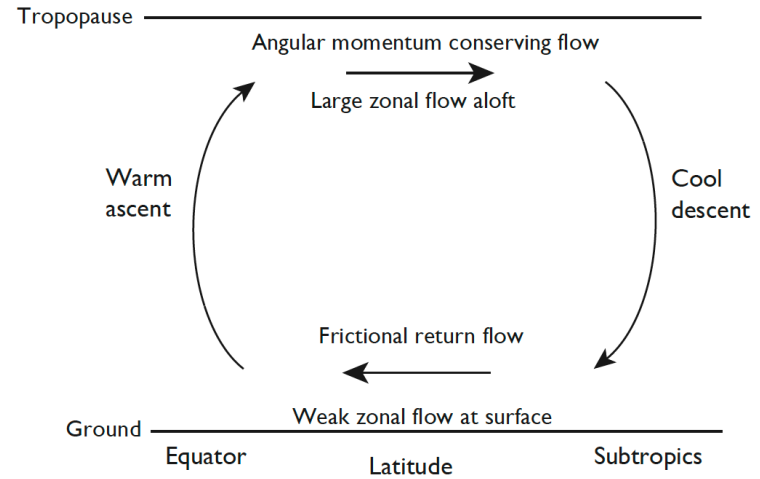 Tropopause
Angular momentum conserving flow
Large zonal flow aloft
Warm
ascent
Cool
descent
Frictional return flow
Weak zonal flow at surface
Ground
Equator
Latitude
Subtropics